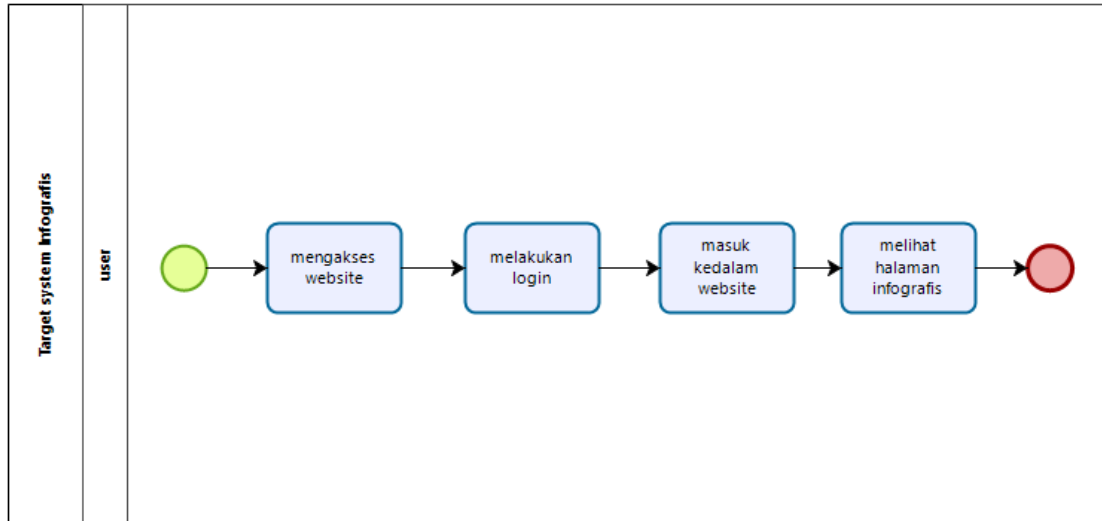 Target system Infografis
user
mengakses
website
melakukan
login
masuk
kedalam
website
melihat
halaman
infografis